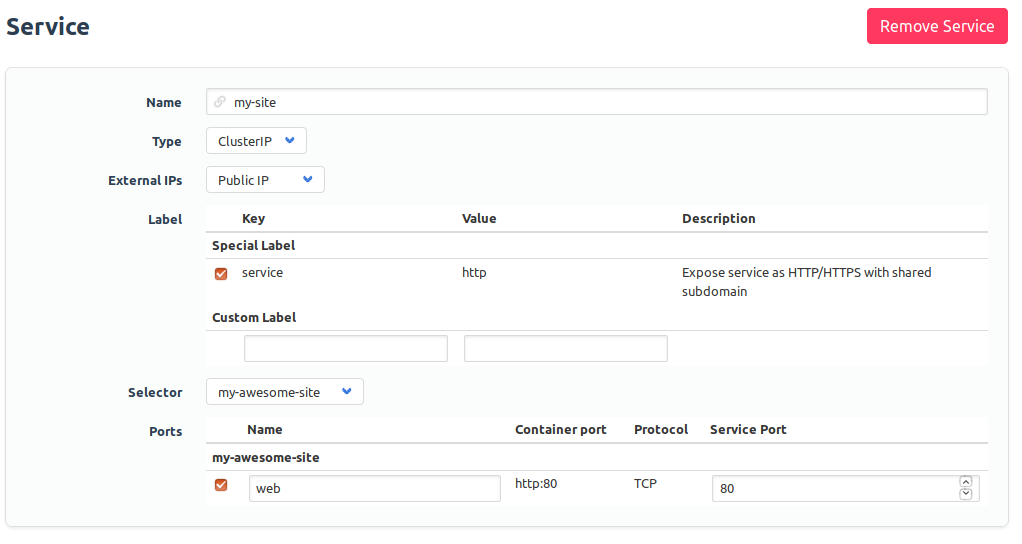 Service
Remove Service
Name my-site
Type ClusterIP
External IPs Public IP
Label Key Value Description
Special Label
service http Expose service as HTTP/HTTPS with shared
subdomain
Custom Label
Selector my-awesome-site
Ports Name Container port Protocol Service Port
my-awesome-site
web http:80 TCP 80